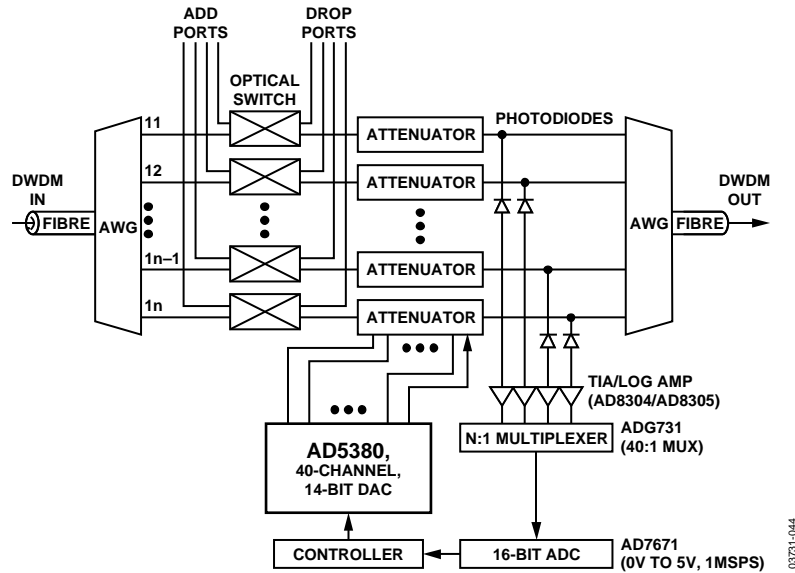 ADD
PORTS
DROP
PORTS
OPTICAL
SWITCH
PHOTODIODES
11
ATTENUATOR
12
ATTENUATOR
DWDM
IN
FIBRE
AWG
AWG
FIBRE
DWDM
OUT
1n–1
ATTENUATOR
1n
ATTENUATOR
TIA/LOG AMP
(AD8304/AD8305)
AD5380,
40-CHANNEL,
14-BIT DAC
N:1 MULTIPLEXER
ADG731
(40:1 MUX)
CONTROLLER
16-BIT ADC
AD7671
(0V TO 5V, 1MSPS)
03731-044